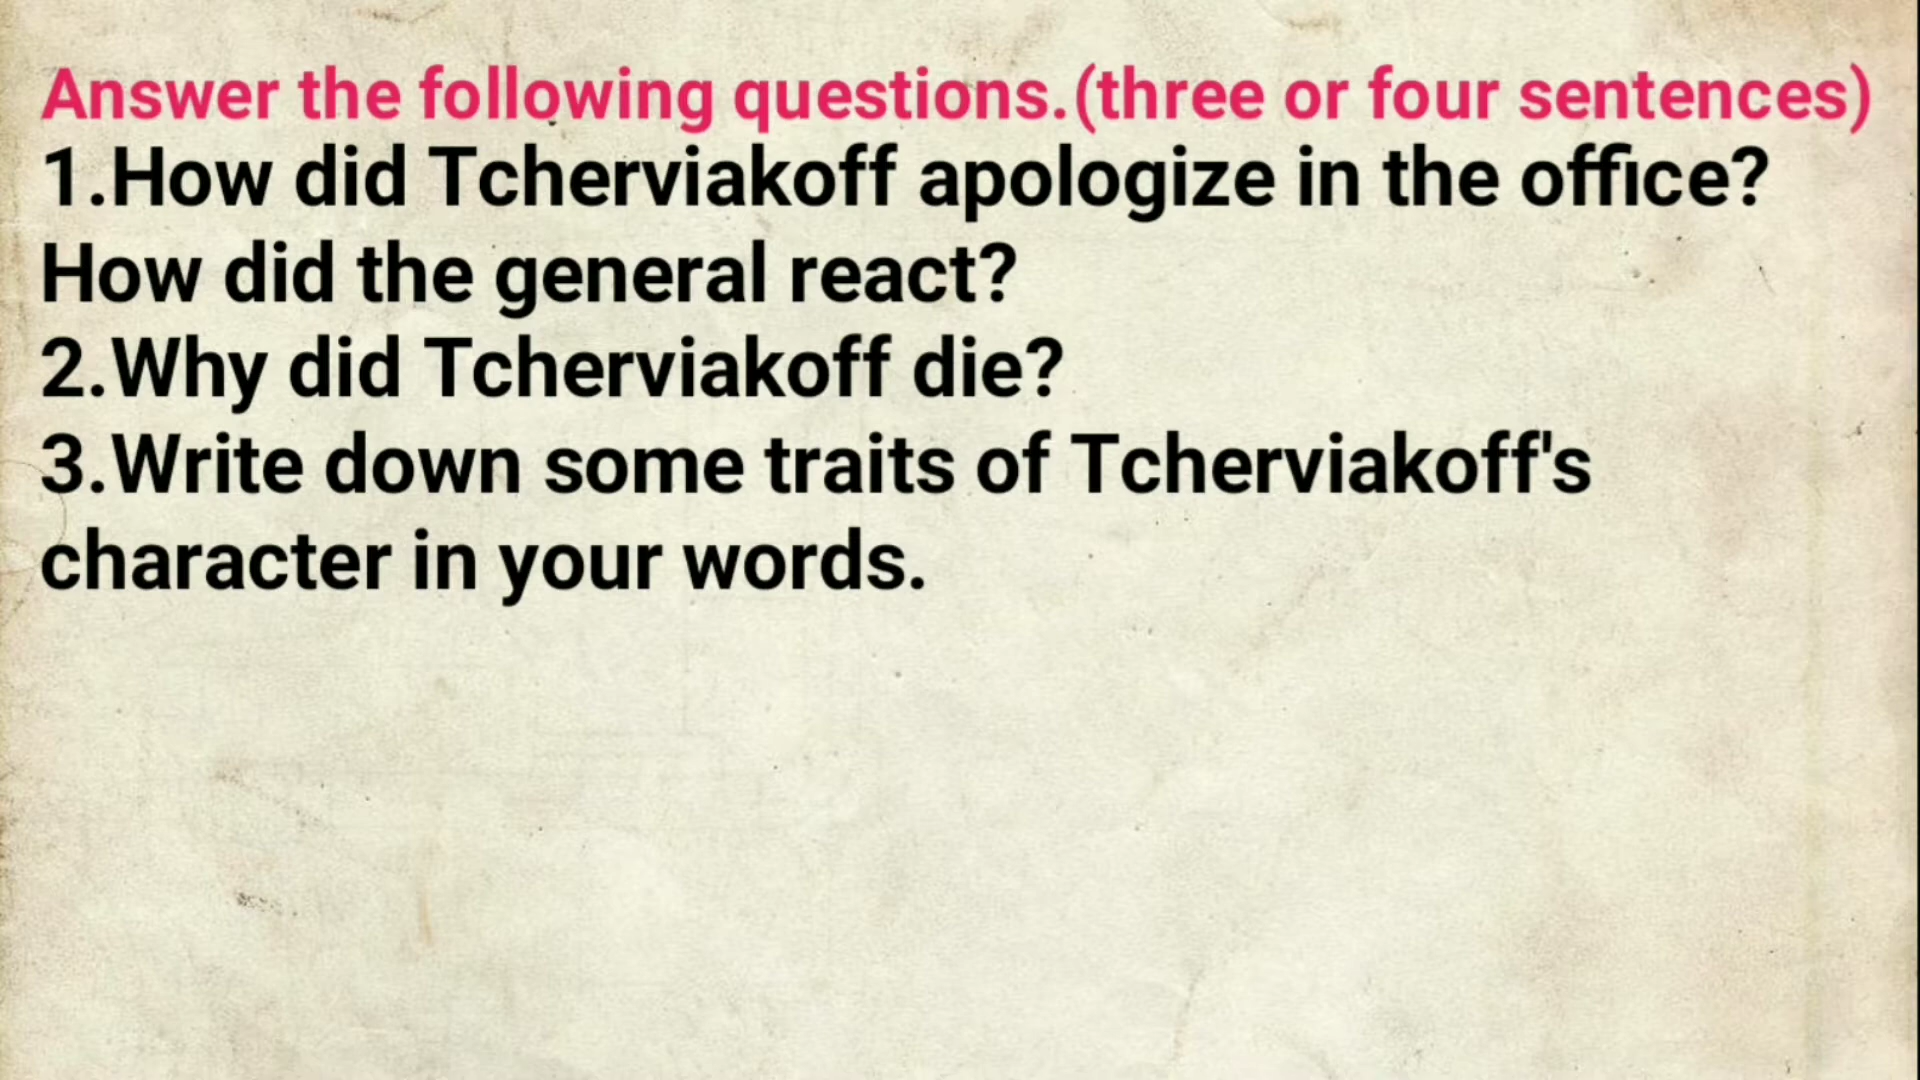 Answer the following questions.(three or four sentences)
1.How did Tcherviakoff apologize in the office?
How did the general react?
2.Why did Tcherviakoff die?
3.Write down some traits of Tcherviakoff's
character in your words.